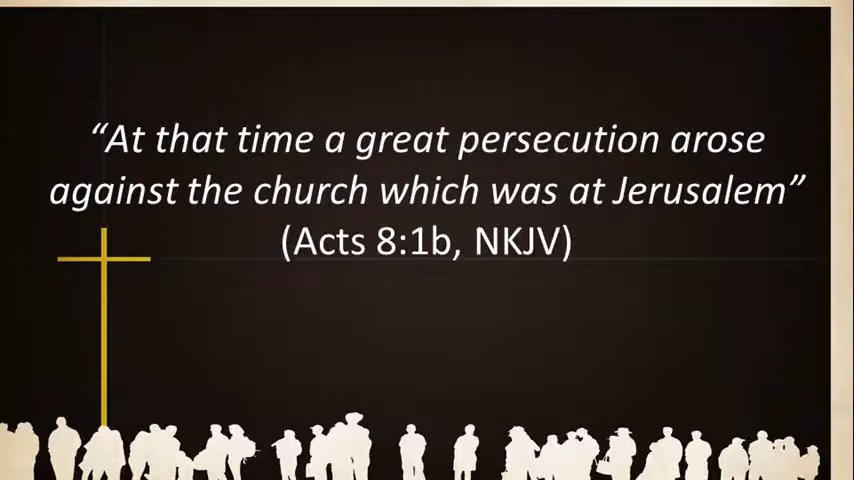 “At that time a great persecution arose
against the church which was at Jerusalem”
(Acts 8:1b, NKJV)